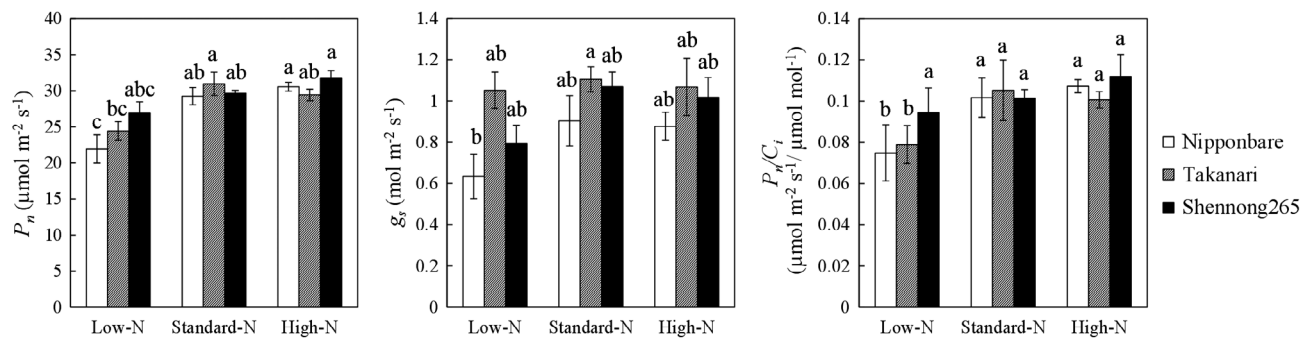 40
35
30
25
20
15
10
5
0
Pn (µmol m-2 s-1)
c bc abc
ab a ab
a ab a
Low-N Standard-N High-N
1.4
1.2
1
0.8
0.6
0.4
0.2
0
gs (mol m-2 s-1)
b ab ab
ab a ab
ab ab ab
Low-N Standard-N High-N
0.14
0.12
0.1
0.08
0.06
0.04
0.02
0
Pn/Ci
(µmol m-2 s-1/ µmol mol-1)
b b a
a a a
a a a
Low-N Standard-N High-N
Nipponbare
Takanari
Shennong265